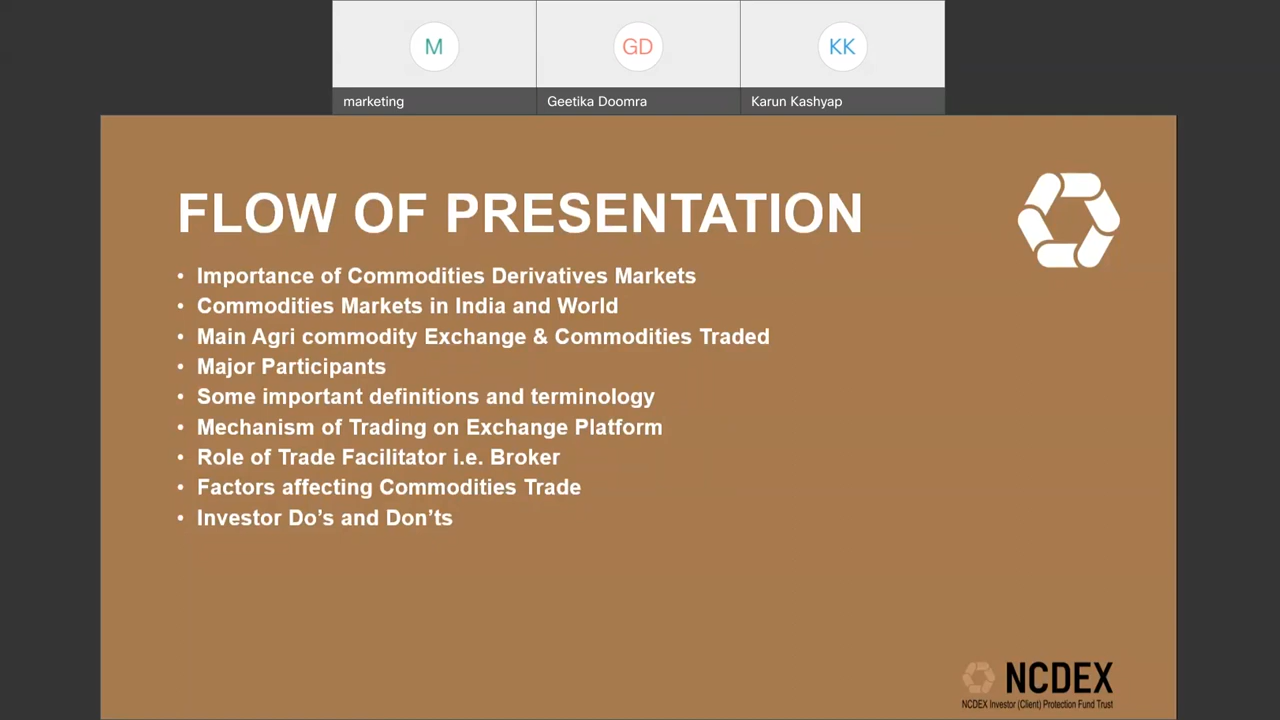 M
GD
KK
marketing
Geetika Doomra
Karun Kashyap
FLOW OF PRESENTATION
• Importance of Commodities Derivatives Markets
• Commodities Markets in India and World
• Main Agri commodity Exchange & Commodities Traded
• Major Participants
• Some important definitions and terminology
• Mechanism of Trading on Exchange Platform
• Role of Trade Facilitator i.e. Broker
• Factors affecting Commodities Trade
• Investor Do’s and Don’ts
NCDEX
NCDEX Investor (Client) Protection Fund Trust